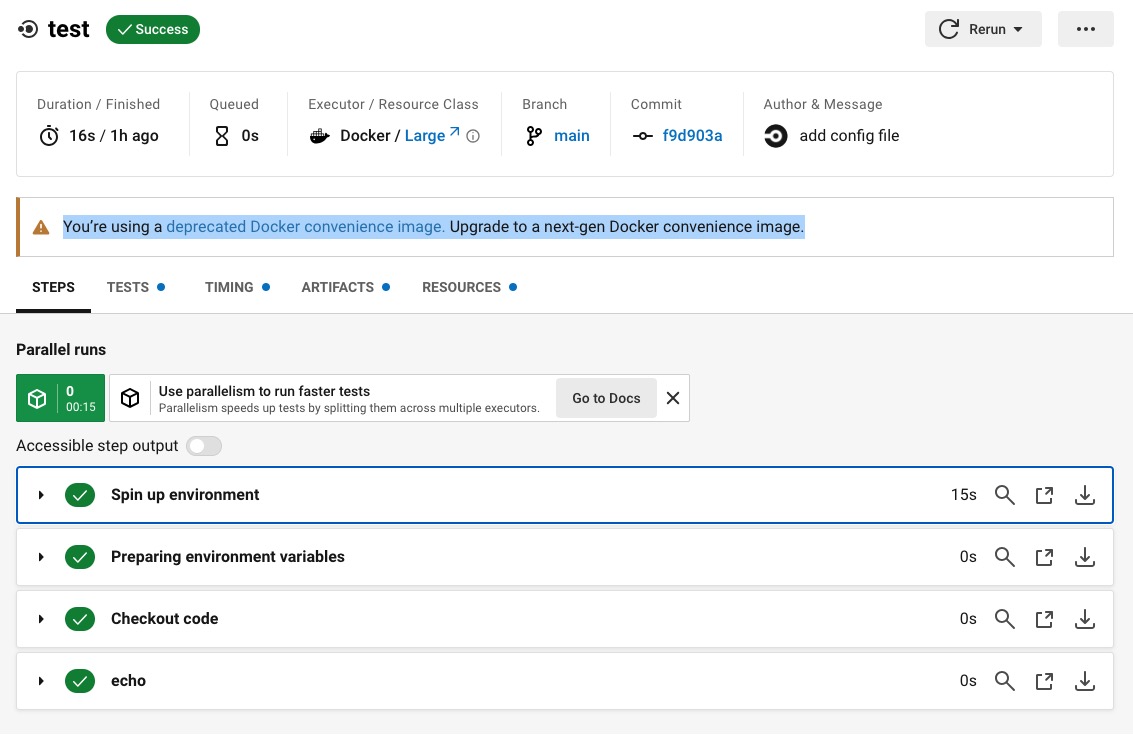 test Success Rerun
Duration / Finished Queued Executor / Resource Class Branch Commit Author & Message
16s / 1h ago 0s Docker / Large main f9d903a add config file
You’re using a deprecated Docker convenience image. Upgrade to a next-gen Docker convenience image.
STEPS TESTS TIMING ARTIFACTS RESOURCES
Parallel runs
0 Use parallelism to run faster tests Go to Docs
00:15 Parallelism speeds up tests by splitting them across multiple executors.
Accessible step output
Spin up environment 15s
Preparing environment variables 0s
Checkout code 0s
echo 0s